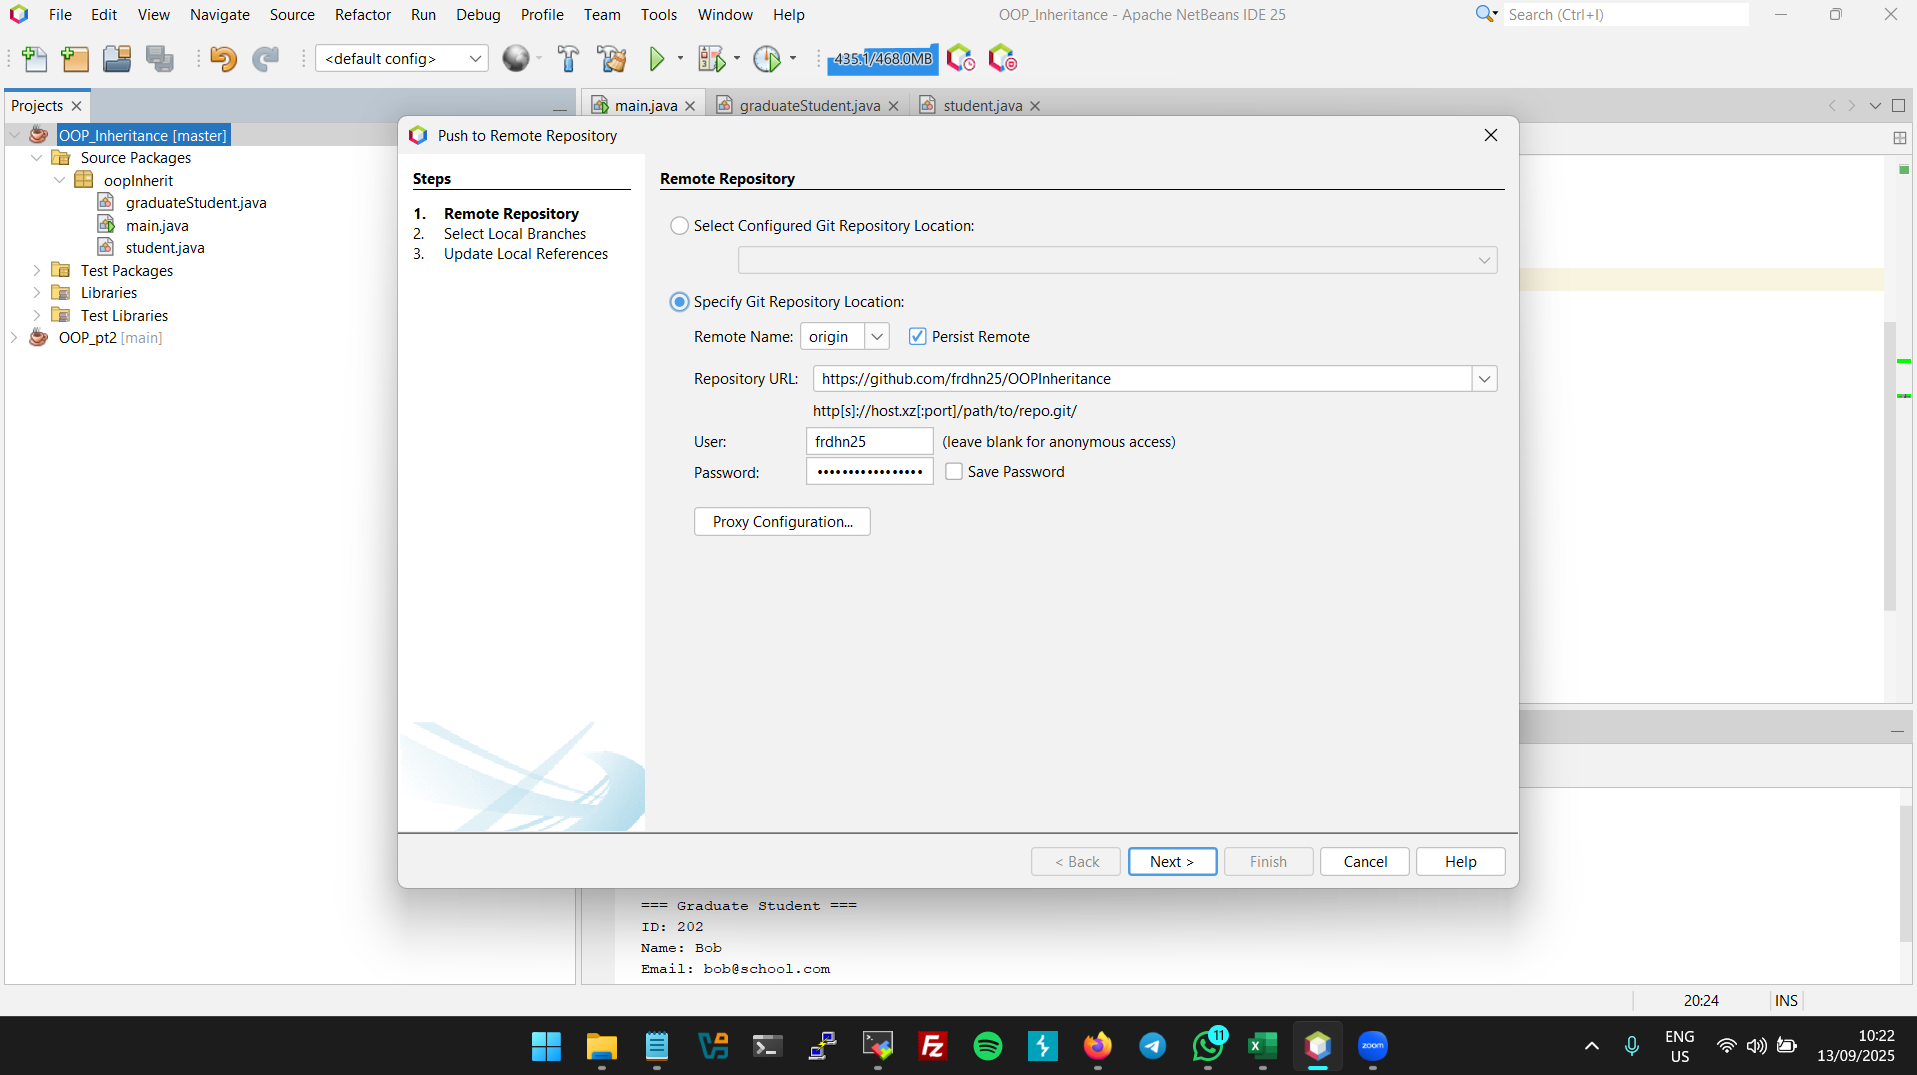 File Edit View Navigate Source Refactor Run Debug Profile Team Tools Window Help
OOP_Inheritance - Apache NetBeans IDE 25
Search (Ctrl+I)
<default config>
435.1/468.0MB
Projects
main.java
graduateStudent.java
student.java
OOP_Inheritance [master]
Source Packages
oopInherit
graduateStudent.java
main.java
student.java
Test Packages
Libraries
Test Libraries
OOP_pt2 [main]
Push to Remote Repository
Steps
1. Remote Repository
2. Select Local Branches
3. Update Local References
Remote Repository
Select Configured Git Repository Location:
Specify Git Repository Location:
Remote Name: origin
Persist Remote
Repository URL: https://github.com/frdhn25/OOPInheritance
http[s]://host.xz[:port]/path/to/repo.git/
User: frdhn25 (leave blank for anonymous access)
Password: •••••••••••••••••
Save Password
Proxy Configuration...
< Back
Next >
Finish
Cancel
Help
=== Graduate Student ===
ID: 202
Name: Bob
Email: bob@school.com
20:24
INS
Fz
11
zoom
ENG
US
10:22
13/09/2025